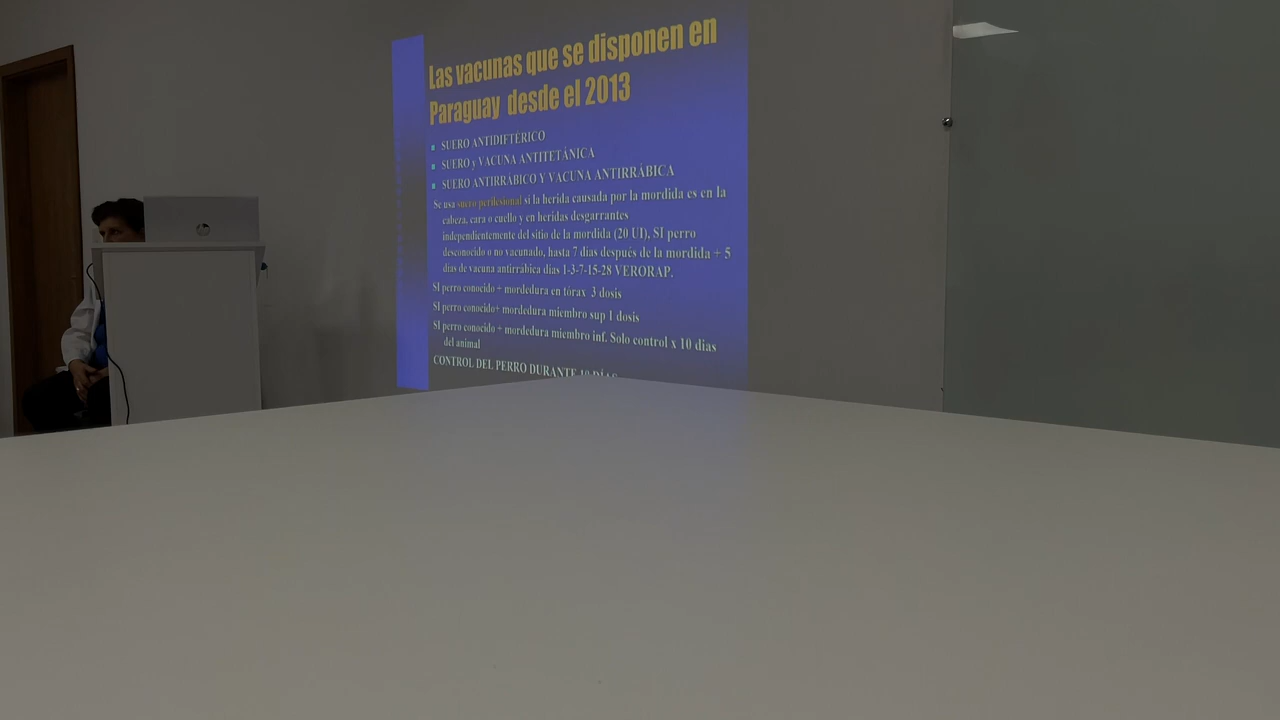 Las vacunas que se disponen en
Paraguay desde el 2013
SUERO ANTIDIFTÉRICO
SUERO y VACUNA ANTITETÁNICA
SUERO ANTIRRÁBICO Y VACUNA ANTIRRÁBICA
Se usa suero perilesional si la herida causada por la mordida es en la
cabeza, cara o cuello y en heridas desgarrantes
independientemente del sitio de la mordida (20 UI), SI perro
desconocido o no vacunado, hasta 7 días después de la mordida + 5
días de vacuna antirrabica días 1-3-7-15-28 VERORAP.
SI perro conocido + mordedura en tórax 3 dosis
SI perro conocido+ mordedura miembro sup 1 dosis
SI perro conocido + mordedura miembro inf. Solo control x 10 dias
del animal
CONTROL DEL PERRO DURANTE 10 DÍAS